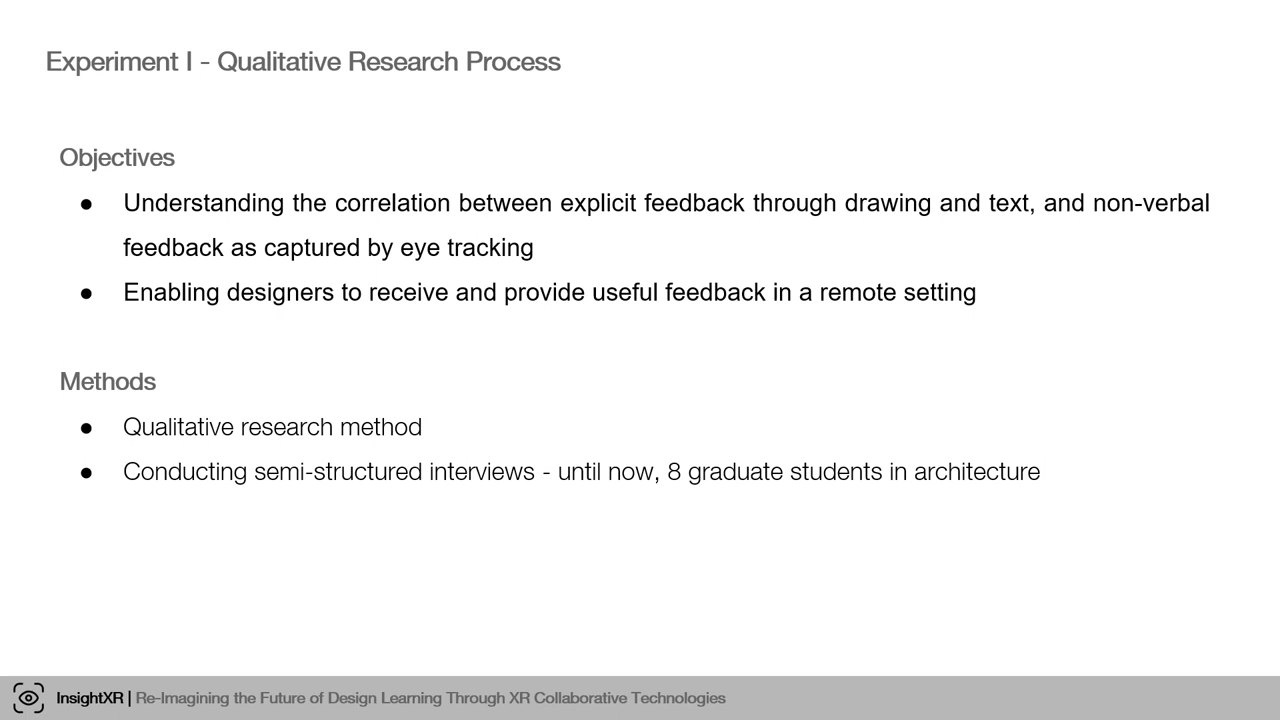 Experiment I - Qualitative Research Process
Objectives
● Understanding the correlation between explicit feedback through drawing and text, and non-verbal
feedback as captured by eye tracking
● Enabling designers to receive and provide useful feedback in a remote setting
Methods
● Qualitative research method
● Conducting semi-structured interviews - until now, 8 graduate students in architecture
InsightXR | Re-Imagining the Future of Design Learning Through XR Collaborative Technologies